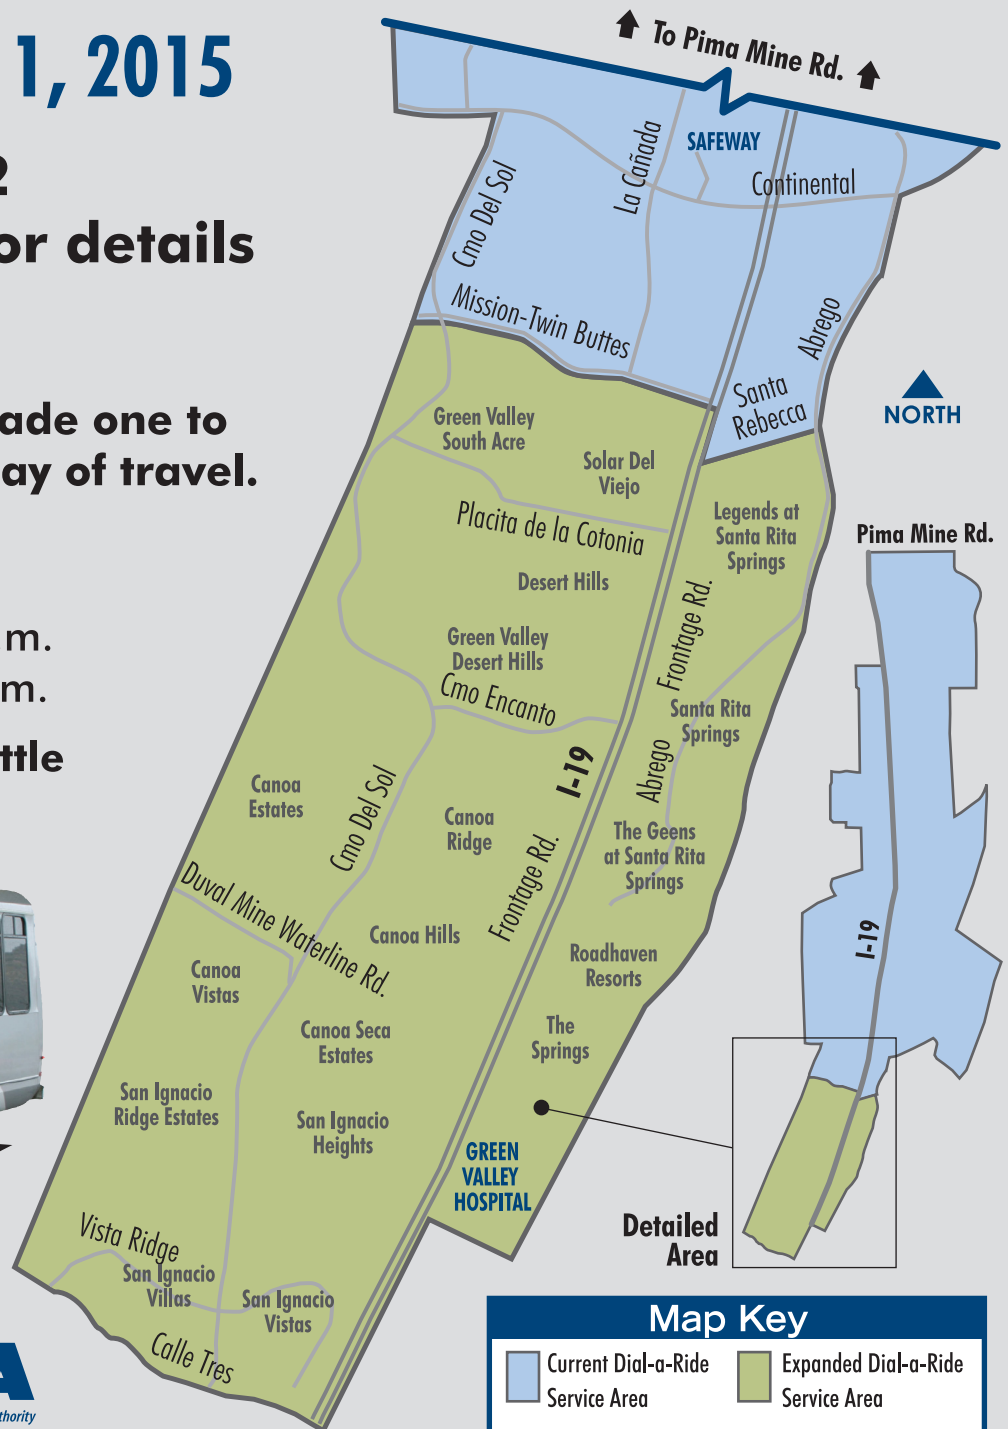 1, 2015
2
or details
ade one to
ay of travel.
m.
m.
ttle
To Pima Mine Rd.
SAFEWAY
La Cañada
Continental
Cmo Del Sol
Mission-Twin Buttes
Abrego
Santa
Rebecca
NORTH
Green Valley
South Acre
Solar Del
Viejo
Placita de la Cotonia
Legends at
Santa Rita
Springs
Desert Hills
Frontage Rd.
Green Valley
Desert Hills
Cmo Encanto
Santa Rita
Springs
I-19
Abrego
Canoa
Estates
Cmo Del Sol
Canoa
Ridge
The Geens
at Santa Rita
Springs
Frontage Rd.
Duval Mine Waterline Rd.
Canoa Hills
Roadhaven
Resorts
Canoa
Vistas
Canoa Seca
Estates
The
Springs
San Ignacio
Ridge Estates
San Ignacio
Heights
GREEN
VALLEY
HOSPITAL
Vista Ridge
San Ignacio
Villas
San Ignacio
Vistas
Calle Tres
Pima Mine Rd.
I-19
Detailed
Area
Map Key
Current Dial-a-Ride
Service Area
Expanded Dial-a-Ride
Service Area
A
thority